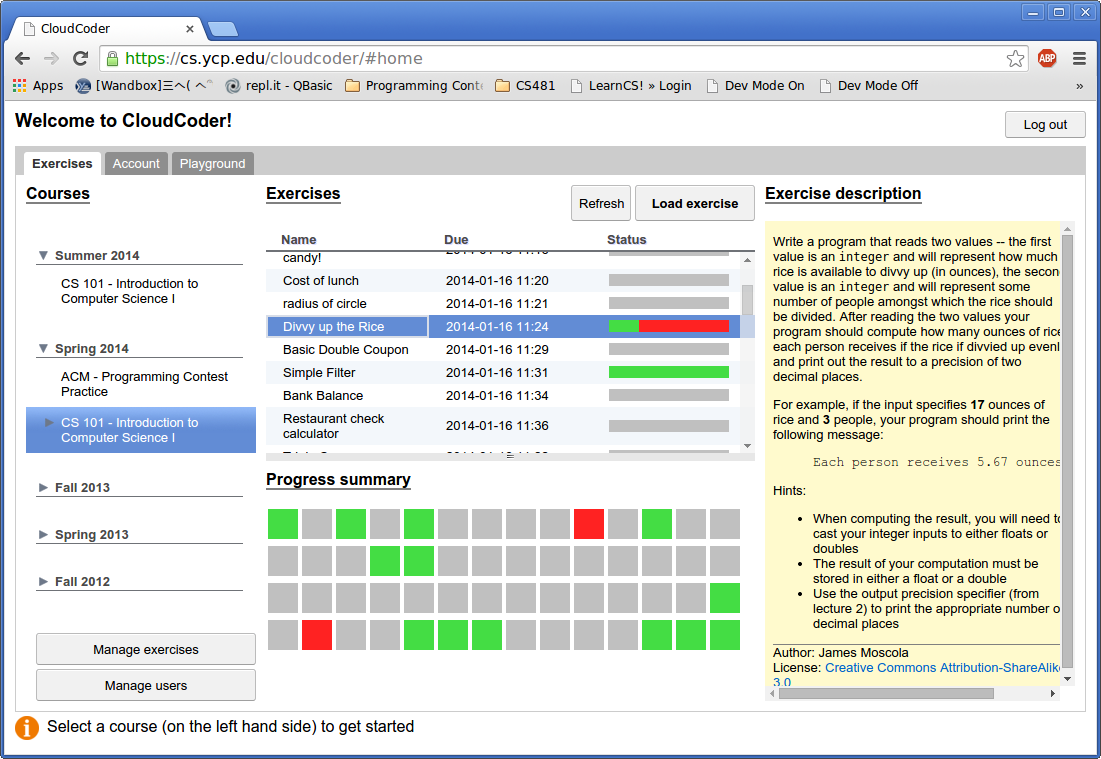 CloudCoder
https://cs.ycp.edu/cloudcoder/#home
ABP
Apps
[Wandbox]三へ( へ
repl.it - QBasic
Programming Cont
CS481
LearnCS! » Login
Dev Mode On
Dev Mode Off
»
Welcome to CloudCoder!
Log out
Exercises
Account
Playground
Courses
Summer 2014
CS 101 - Introduction to
Computer Science I
Spring 2014
ACM - Programming Contest
Practice
CS 101 - Introduction to
Computer Science I
Fall 2013
Spring 2013
Fall 2012
Manage exercises
Manage users
Exercises
Refresh
Load exercise
Name Due Status
candy!
Cost of lunch 2014-01-16 11:20
radius of circle 2014-01-16 11:21
Divvy up the Rice 2014-01-16 11:24
Basic Double Coupon 2014-01-16 11:29
Simple Filter 2014-01-16 11:31
Bank Balance 2014-01-16 11:34
Restaurant check
calculator 2014-01-16 11:36
Progress summary
Exercise description
Write a program that reads two values -- the first
value is an integer and will represent how much
rice is available to divvy up (in ounces), the secon
value is an integer and will represent some
number of people amongst which the rice should
be divided. After reading the two values your
program should compute how many ounces of rice
each person receives if the rice if divvied up evenl
and print out the result to a precision of two
decimal places.
For example, if the input specifies 17 ounces of
rice and 3 people, your program should print the
following message:
Each person receives 5.67 ounces
Hints:
• When computing the result, you will need to
cast your integer inputs to either floats or
doubles
• The result of your computation must be
stored in either a float or a double
• Use the output precision specifier (from
lecture 2) to print the appropriate number o
decimal places
Author: James Moscola
License: Creative Commons Attribution-ShareAlik
3.0
Select a course (on the left hand side) to get started